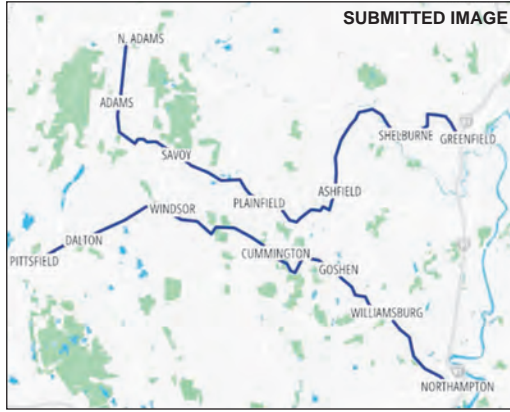 SUBMITTED IMAGE
N. ADAMS
ADAMS
SAVOY
SHELBURNE
GREENFIELD
ASHFIELD
PLAINFIELD
WINDSOR
DALTON
PITTSFIELD
CUMMINGTON
GOSHEN
WILLIAMSBURG
NORTHAMPTON